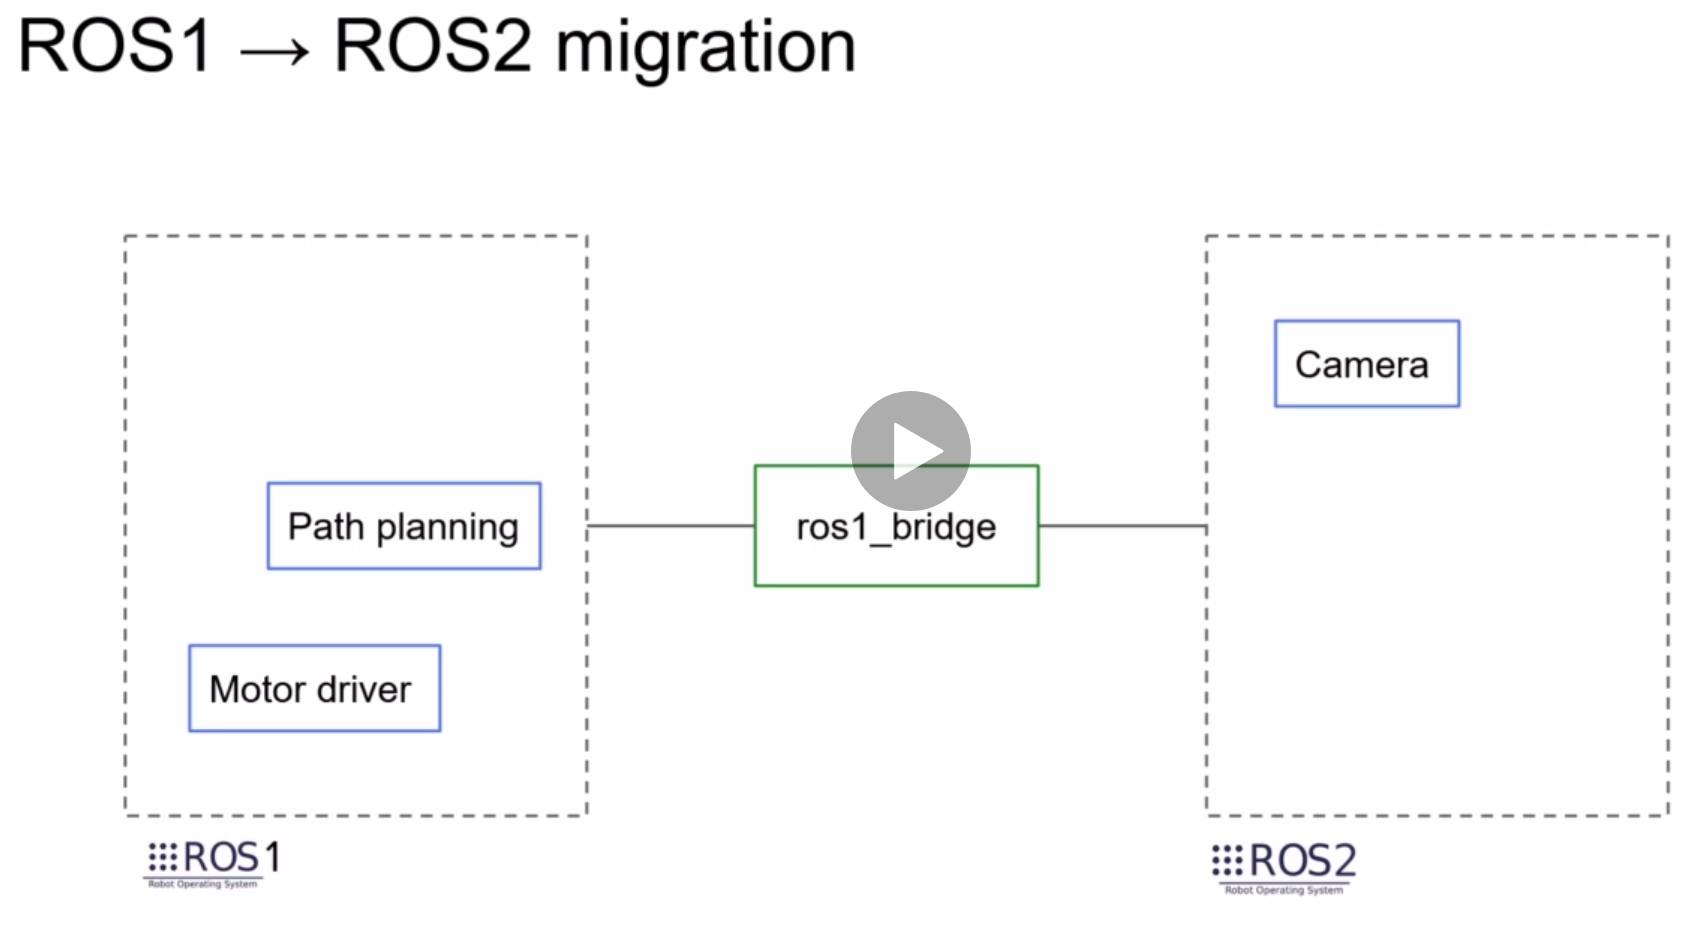 ROS1 → ROS2 migration
Camera
Path planning
ros1_bridge
Motor driver
ROS1
Robot Operating System
ROS2
Robot Operating System